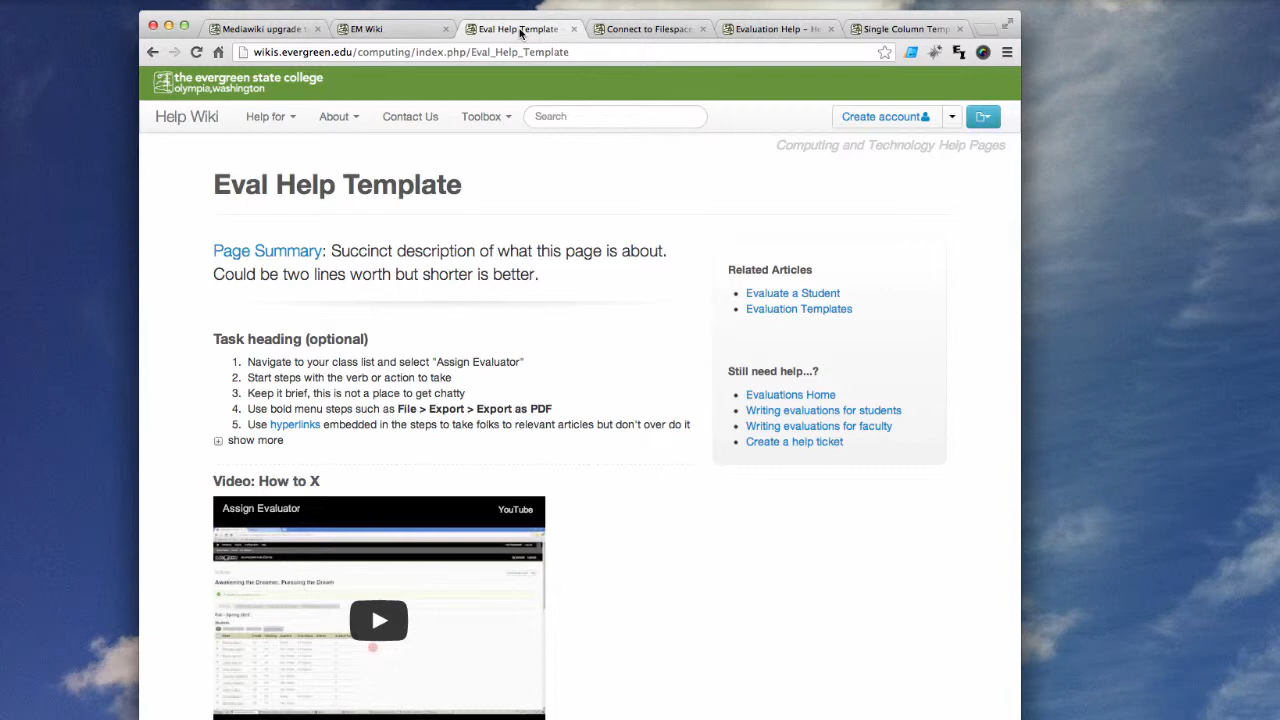 Mediawiki upgrade t
EM Wiki
Eval Help Template
Connect to Filespace
Evaluation Help – He
Single Column Temp
wikis.evergreen.edu/computing/index.php/Eval_Help_Template
the evergreen state college
olympia,washington
Help Wiki
Help for
About
Contact Us
Toolbox
Search
Create account
Computing and Technology Help Pages
Eval Help Template
Page Summary: Succinct description of what this page is about.
Could be two lines worth but shorter is better.
Related Articles
• Evaluate a Student
• Evaluation Templates
Still need help...?
• Evaluations Home
• Writing evaluations for students
• Writing evaluations for faculty
• Create a help ticket
Task heading (optional)
1. Navigate to your class list and select "Assign Evaluator"
2. Start steps with the verb or action to take
3. Keep it brief, this is not a place to get chatty
4. Use bold menu steps such as File > Export > Export as PDF
5. Use hyperlinks embedded in the steps to take folks to relevant articles but don't over do it
show more
Video: How to X
Assign Evaluator
YouTube
Awakening the Dreamer, Pursuing the Dream